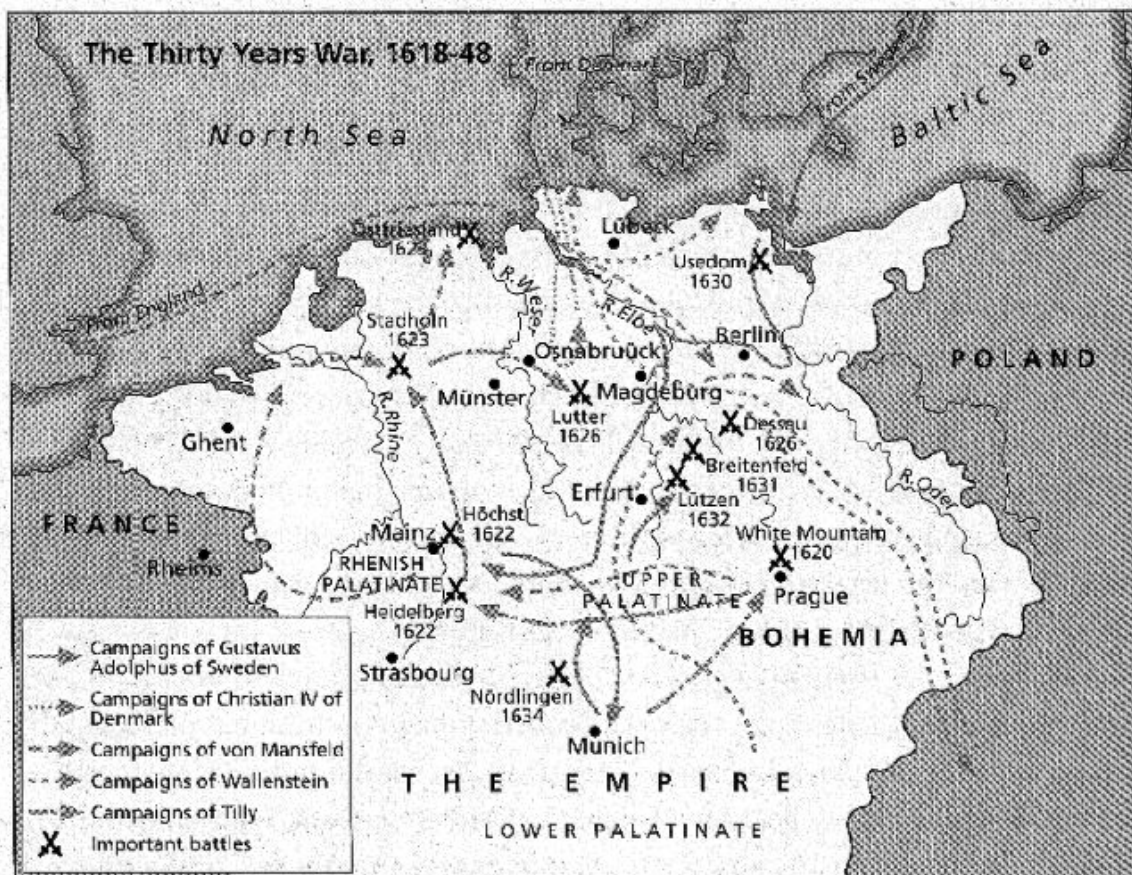 The Thirty Years War, 1618-48
North Sea
From Denmark
From Sweden
Baltic Sea
Ostfriesland
Lübeck
Usedom
1630
R. Weser
R. Elbe
From England
Stadholn
1623
Osnabruück
Berlin
POLAND
Münster
Magdeburg
Lutter
1626
Dessau
1626
R. Rhine
Ghent
Breitenfeld
1631
R. Oder
Erfurt
Lützen
1632
FRANCE
Höchst
1622
Mainz
White Mountain
1620
Rheims
RHENISH
PALATINATE
UPPER
PALATINATE
Prague
Heidelberg
1622
BOHEMIA
Strasbourg
Nördlingen
1634
Munich
THE EMPIRE
LOWER PALATINATE
Campaigns of Gustavus
Adolphus of Sweden
Campaigns of Christian IV of
Denmark
Campaigns of von Mansfeld
Campaigns of Wallenstein
Campaigns of Tilly
Important battles